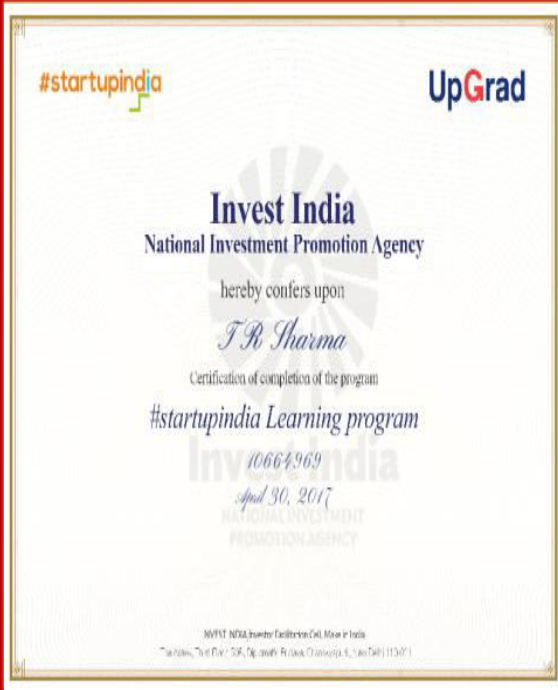 #startupindia
UpGrad
Invest India
National Investment Promotion Agency
hereby confers upon
T R Sharma
Certification of completion of the program
#startupindia Learning program
10664969
April 30, 2017
Invest India
NATIONAL INVESTMENT
PROMOTION AGENCY
INVEST INDIA, Investor Facilitation Cell, Make in India